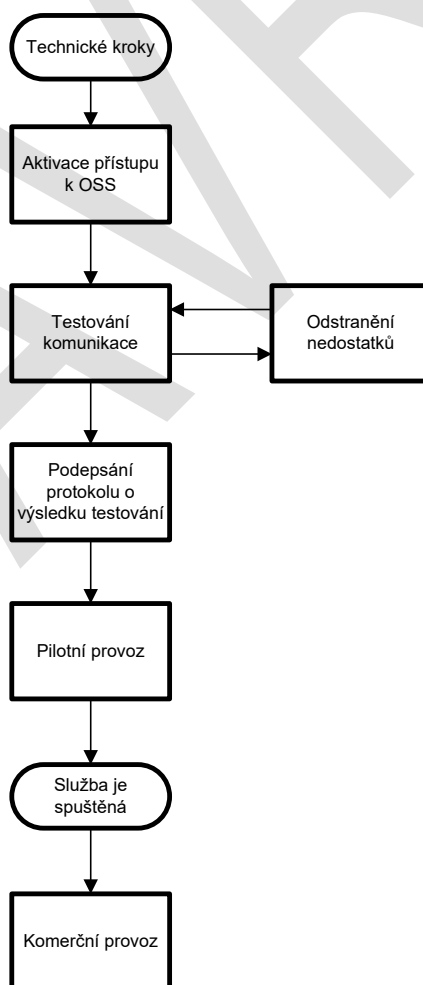 Technické kroky
Aktivace přístupu
k OSS
Testování
komunikace
Odstranění
nedostatků
Podepsání
protokolu o
výsledku testování
Pilotní provoz
Služba je
spuštěná
Komerční provoz